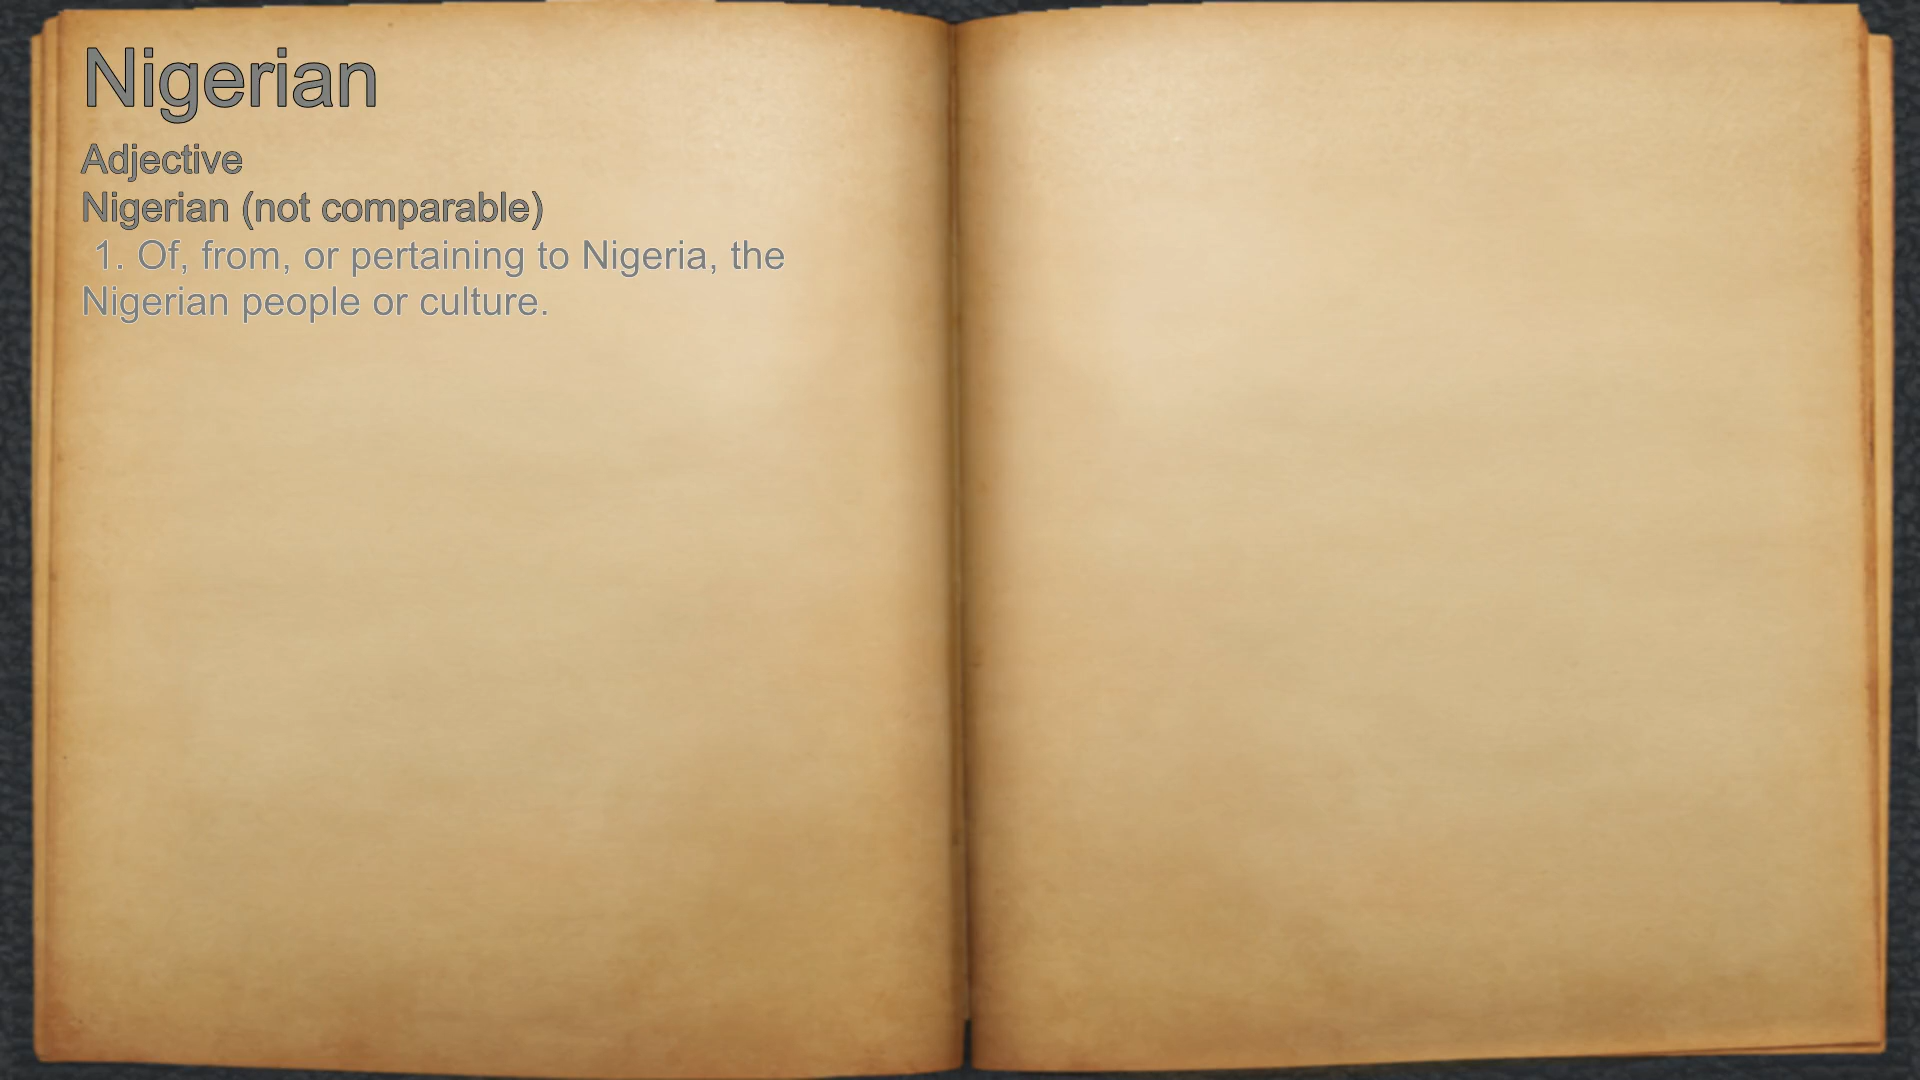 Nigerian
Adjective
Nigerian (not comparable)
1. Of, from, or pertaining to Nigeria, the
Nigerian people or culture.